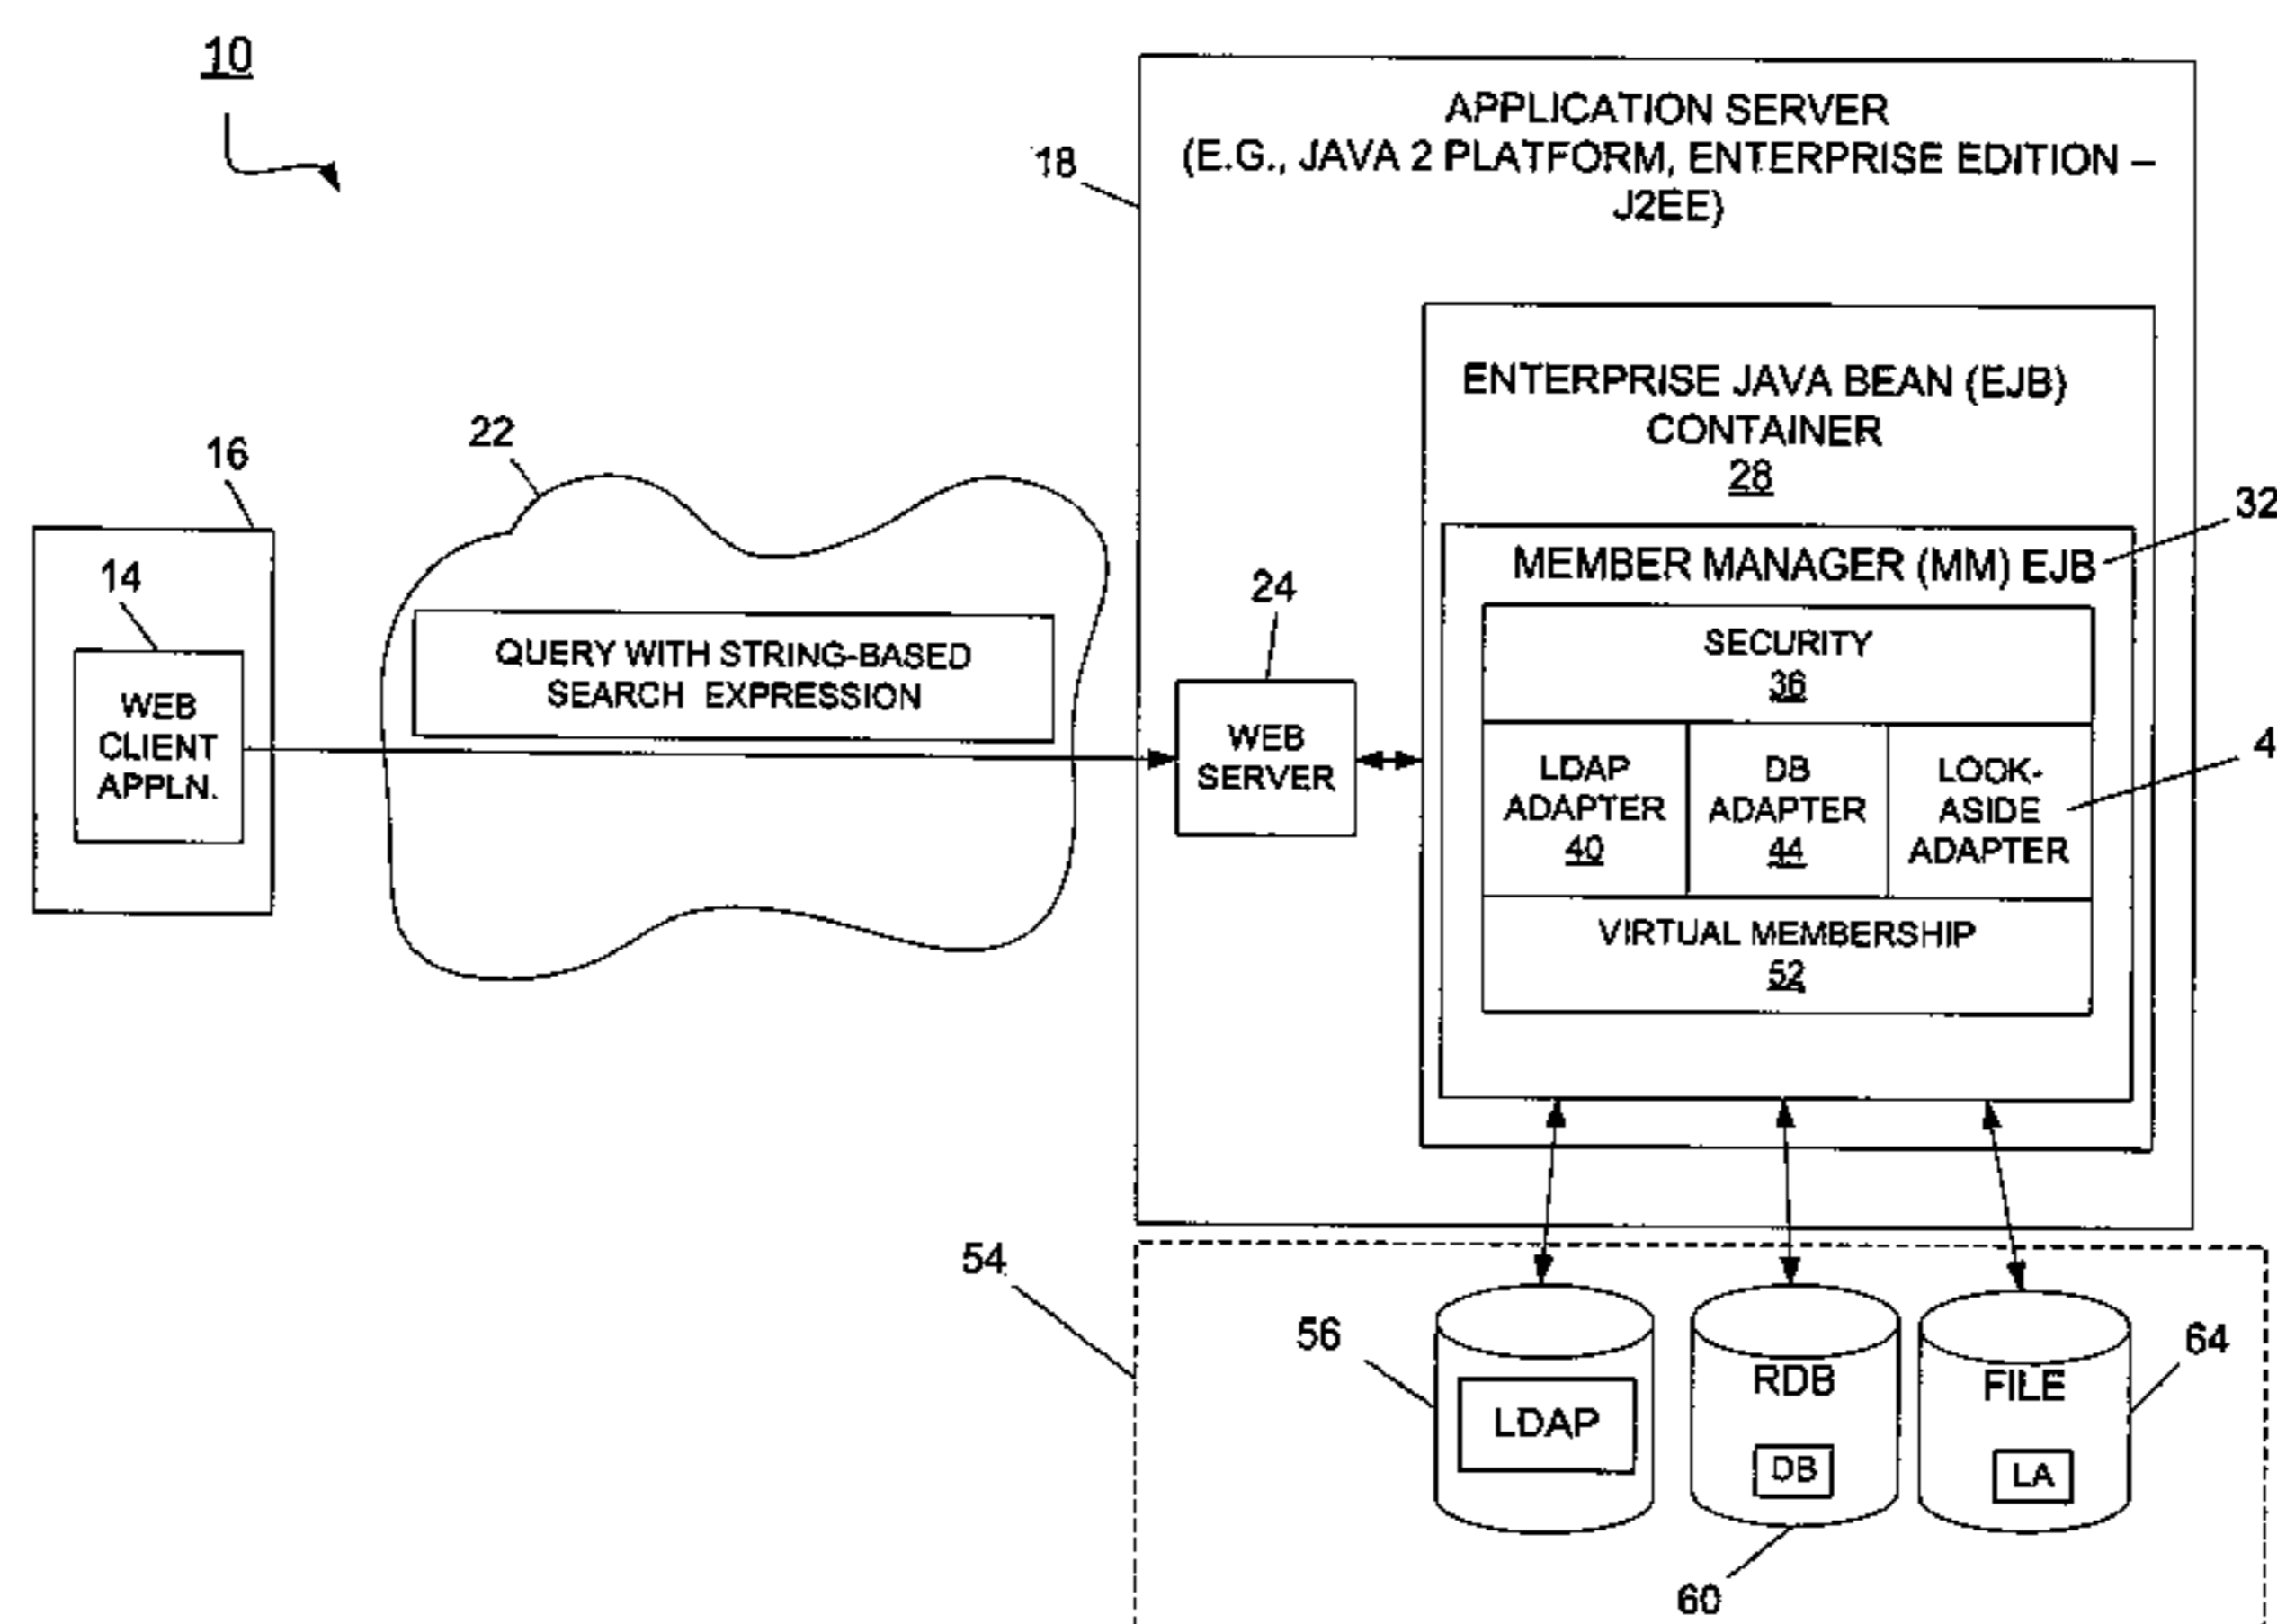 10
APPLICATION SERVER
(E.G., JAVA 2 PLATFORM, ENTERPRISE EDITION –
J2EE)
18
ENTERPRISE JAVA BEAN (EJB)
CONTAINER
28
22
16
32
MEMBER MANAGER (MM) EJB
14
24
SECURITY
36
QUERY WITH STRING-BASED
SEARCH EXPRESSION
WEB
CLIENT
APPLN.
WEB
SERVER
LDAP
ADAPTER
40
DB
ADAPTER
44
LOOK-
ASIDE
ADAPTER
4
VIRTUAL MEMBERSHIP
52
54
56
LDAP
RDB
DB
FILE
LA
64
60